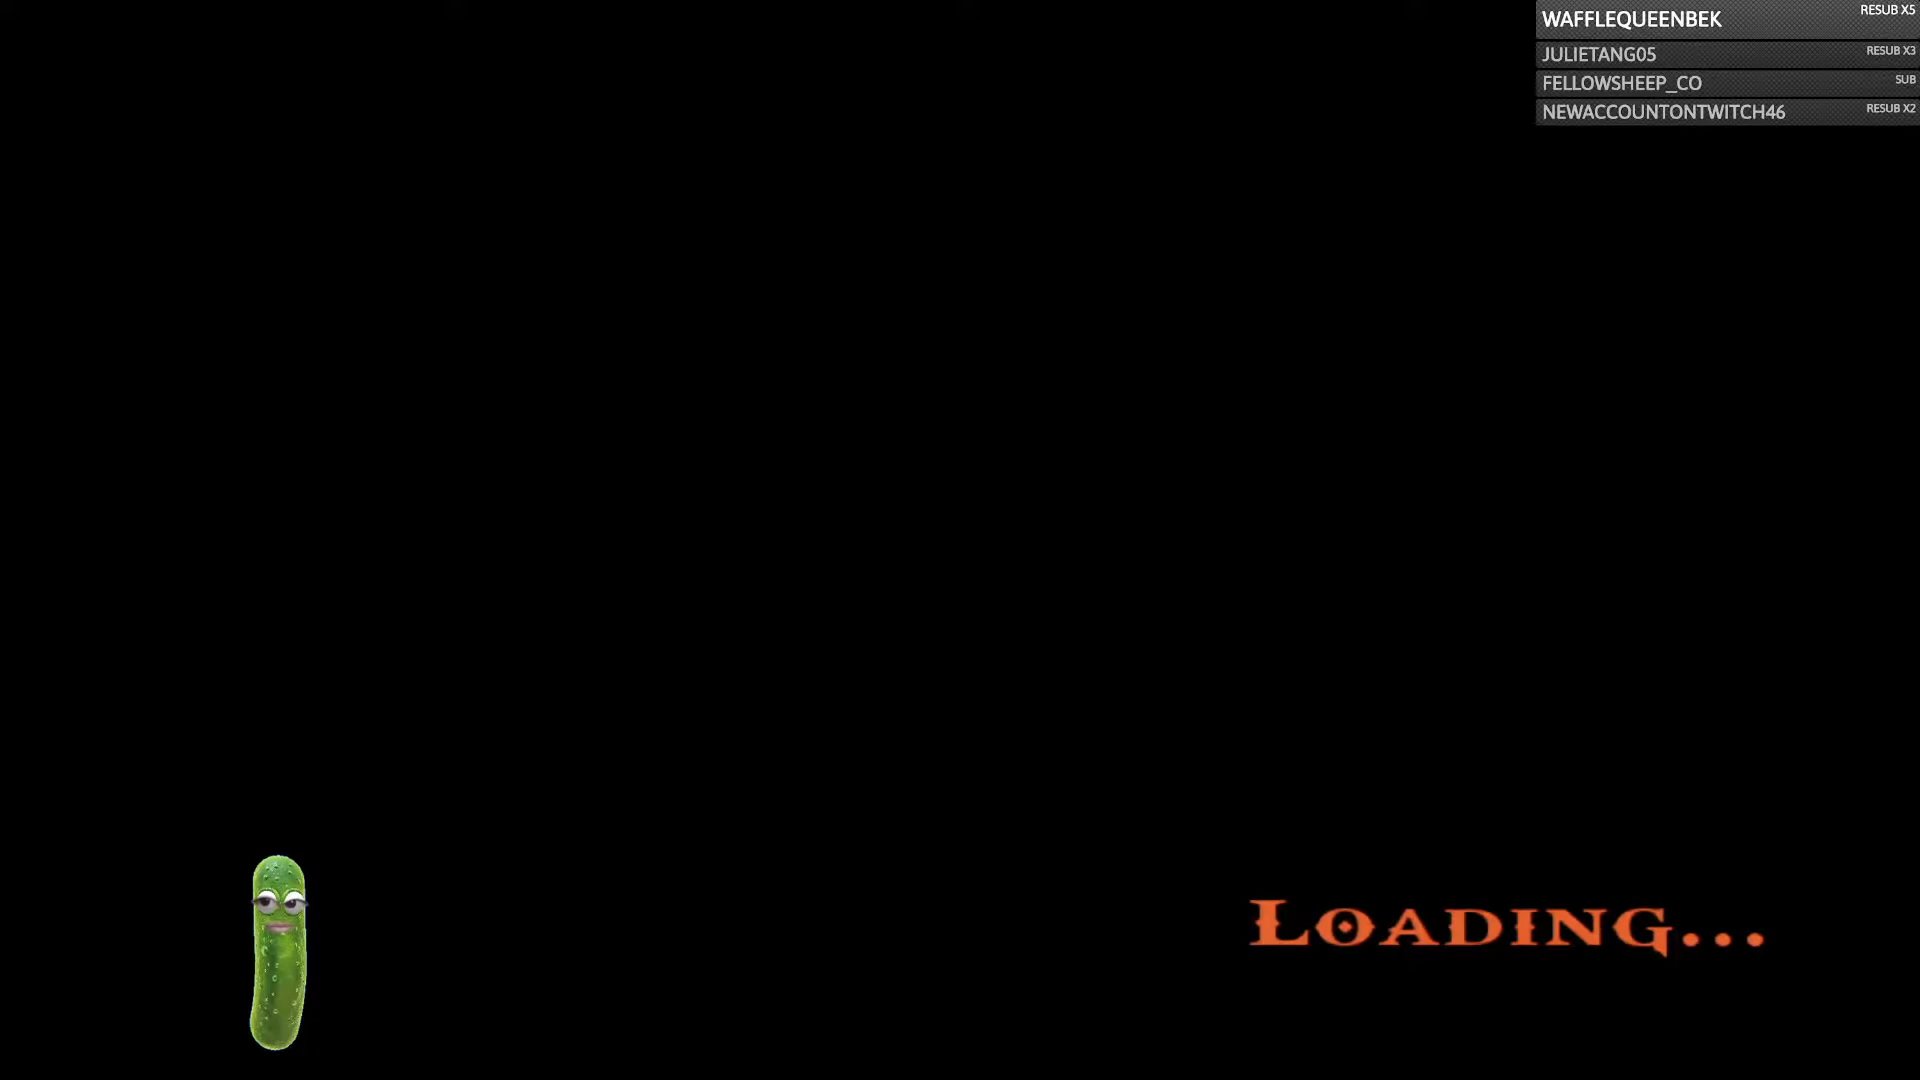 WAFFLEQUEENBEK RESUB X5
JULIETANG05 RESUB X3
FELLOWSHEEP_CO SUB
NEWACCOUNTONTWITCH46 RESUB X2
LOADING...